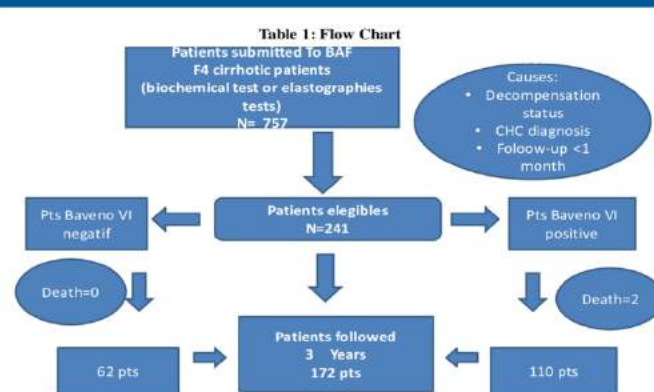 Table 1: Flow Chart
Patients submitted To BAF
F4 cirrhotic patients
(biochemical test or elastographies
tests)
N= 757
Causes:
• Decompensation
status
• CHC diagnosis
• Foloow-up <1
month
Pts Baveno VI
negatif
Patients elegibles
N=241
Pts Baveno VI
positive
Death=0
Death=2
Patients followed
3 Years
172 pts
62 pts
110 pts